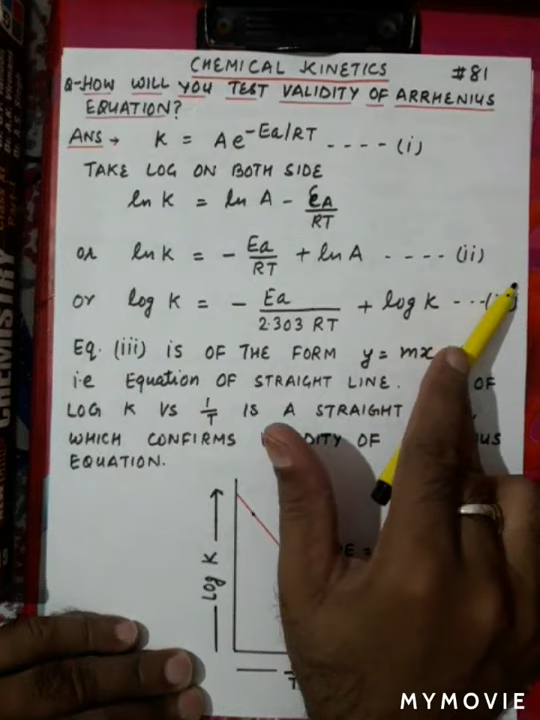 CHEMICAL KINETICS #81
Q-HOW WILL YOU TEST VALIDITY OF ARRHENIUS
EQUATION?
ANS → K = Ae^-Ea/RT ---- (i)
TAKE LOG ON BOTH SIDE
ln K = ln A - EA/RT
or ln K = - Ea/RT + ln A ---- (ii)
or log K = - Ea/2.303 RT + log K ---(
Eq. (iii) IS OF THE FORM y = mx
i.e EQUATION OF STRAIGHT LINE. OF
LOG K VS 1/T IS A STRAIGHT
WHICH CONFIRMS OF
EQUATION.
LOG K
MYMOVIE